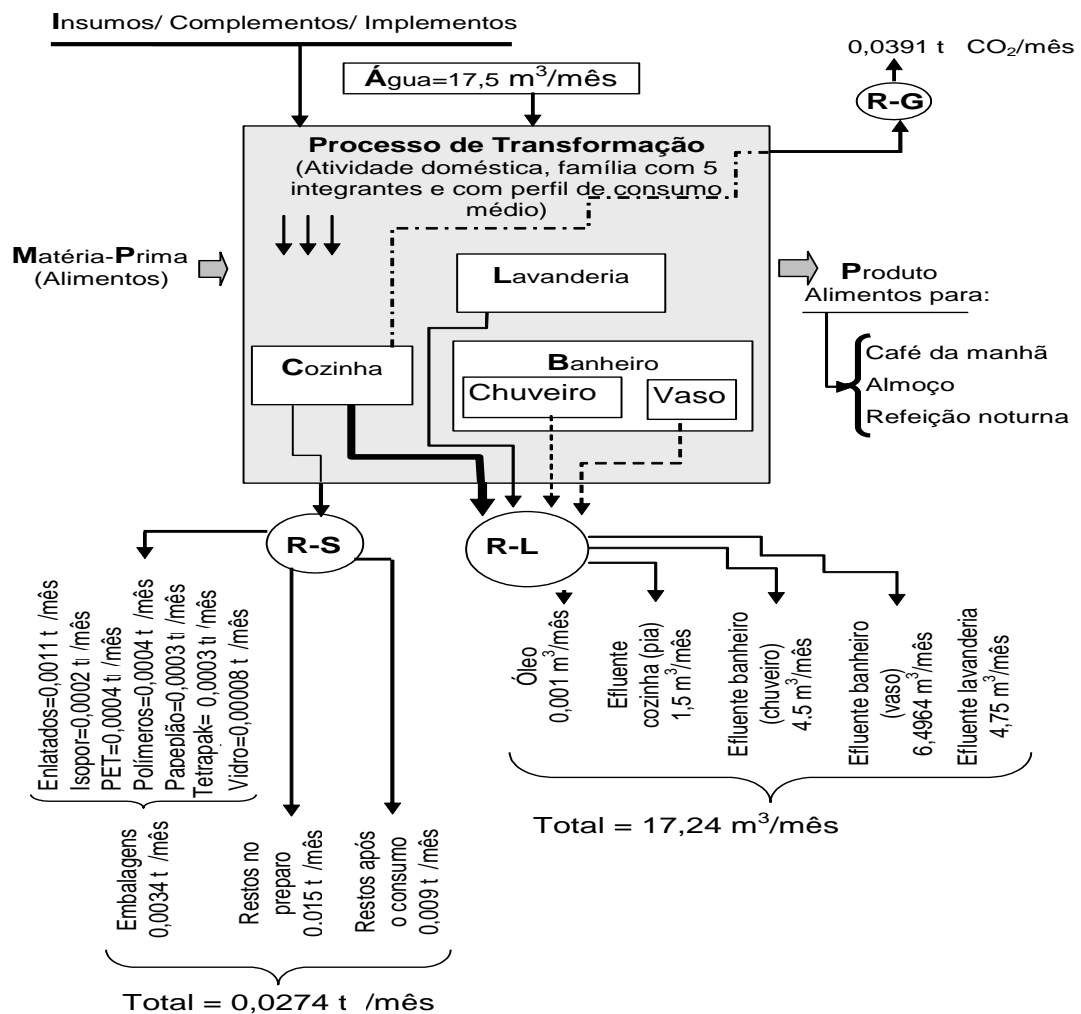 Insumos/ Complementos/ Implementos
0,0391 t CO₂/mês
Água=17,5 m³/mês
R-G
Processo de Transformação
(Atividade doméstica, família com 5
integrantes e com perfil de consumo
médio)
Matéria-Prima
(Alimentos)
Lavanderia
Produto
Alimentos para:
Café da manhã
Almoço
Refeição noturna
Cozinha
Banheiro
Chuveiro
Vaso
R-S
R-L
Enlatados=0,0011 t /mês
Isopor=0,0002 t /mês
PET=0,0004 t /mês
Polímeros=0,0004 t /mês
Papeplão=0,0003 t /mês
Tetrapak= 0,0003 t /mês
Vidro=0,00008 t /mês
Óleo
0,001 m³/mês
Efluente
cozinha (pia)
1,5 m³/mês
Efluente banheiro
(chuveiro)
4.5 m³/mês
Efluente banheiro
(vaso)
6,4964 m³/mês
Efluente lavanderia
4,75 m³/mês
Total = 17,24 m³/mês
Embalagens
0,0034 t /mês
Restos no
preparo
0.015 t /mês
Restos após
o consumo
0,009 t /mês
Total = 0,0274 t /mês